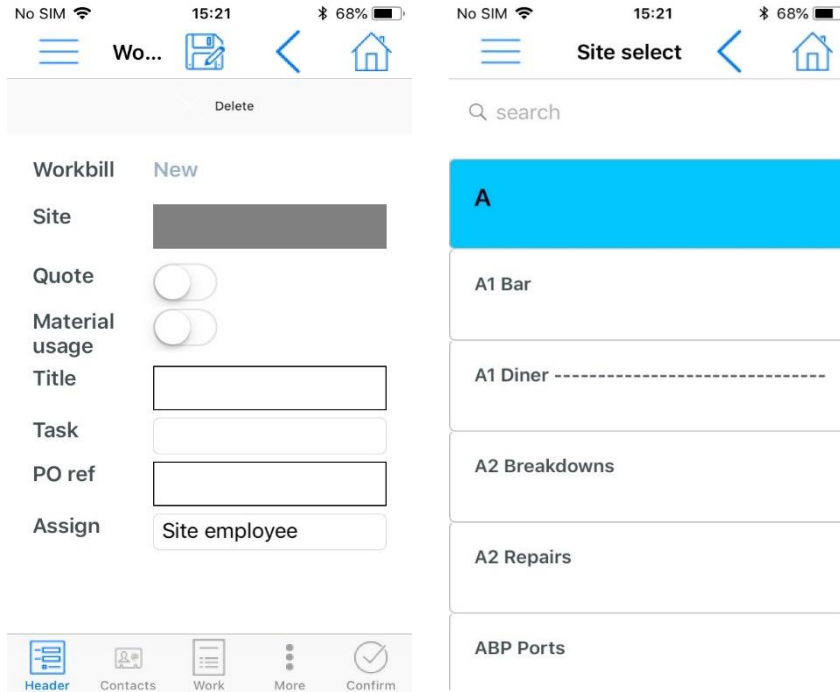 No SIM 15:21 68%
Wo...
Delete
Workbill New
Site
Quote
Material
usage
Title
Task
PO ref
Assign Site employee
Header Contacts Work More Confirm
No SIM 15:21 68%
Site select
search
A
A1 Bar
A1 Diner -------------------------------
A2 Breakdowns
A2 Repairs
ABP Ports